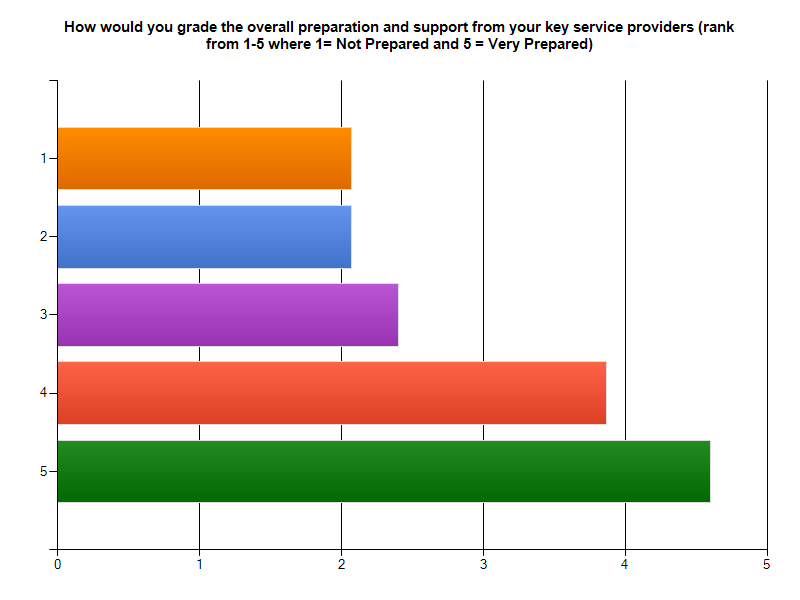 How would you grade the overall preparation and support from your key service providers (rank
from 1-5 where 1= Not Prepared and 5 = Very Prepared)
1
2
3
4
5
0 1 2 3 4 5